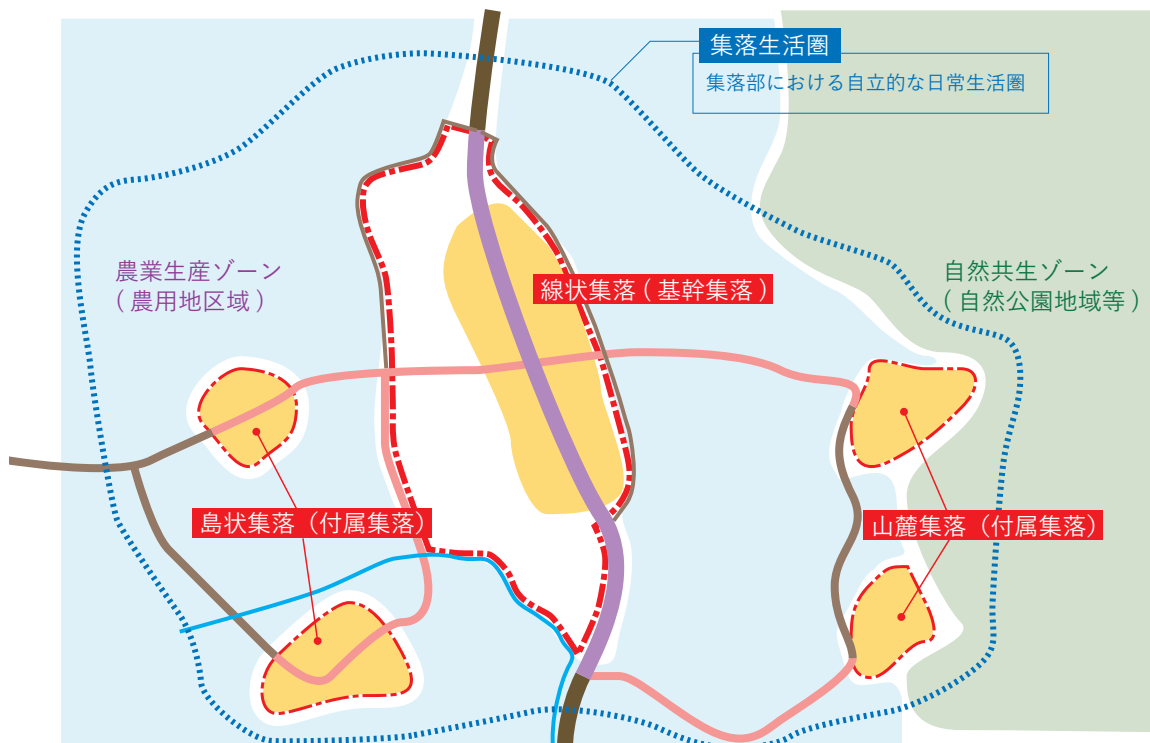 集落生活圏
集落部における自立的な日常生活圏
農業生産ゾーン
(農用地区域)
線状集落(基幹集落)
自然共生ゾーン
(自然公園地域等)
島状集落（付属集落）
山麓集落（付属集落）